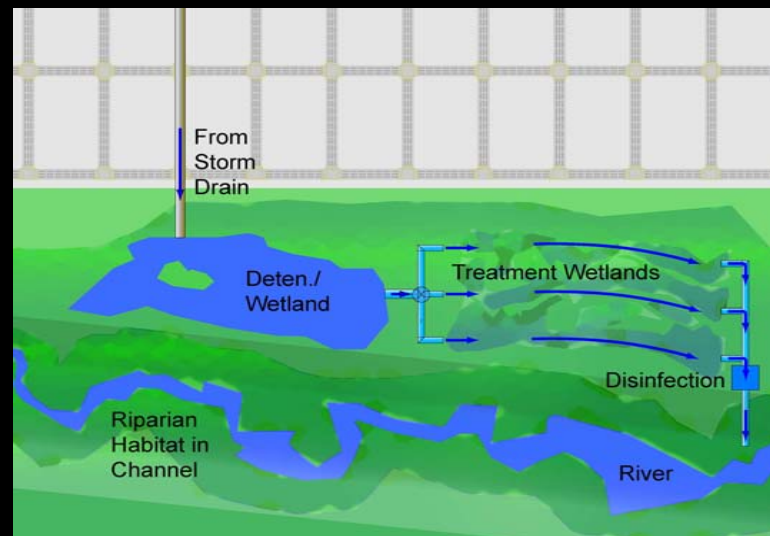 From
Storm
Drain
Deten./
Wetland
Treatment Wetlands
Disinfection
Riparian
Habitat in
Channel
River